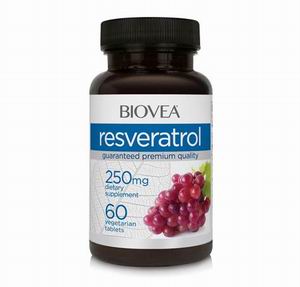 BIOVEA
resveratrol
guaranteed premium quality
250mg
dietary
supplement
60
vegetarian
tablets